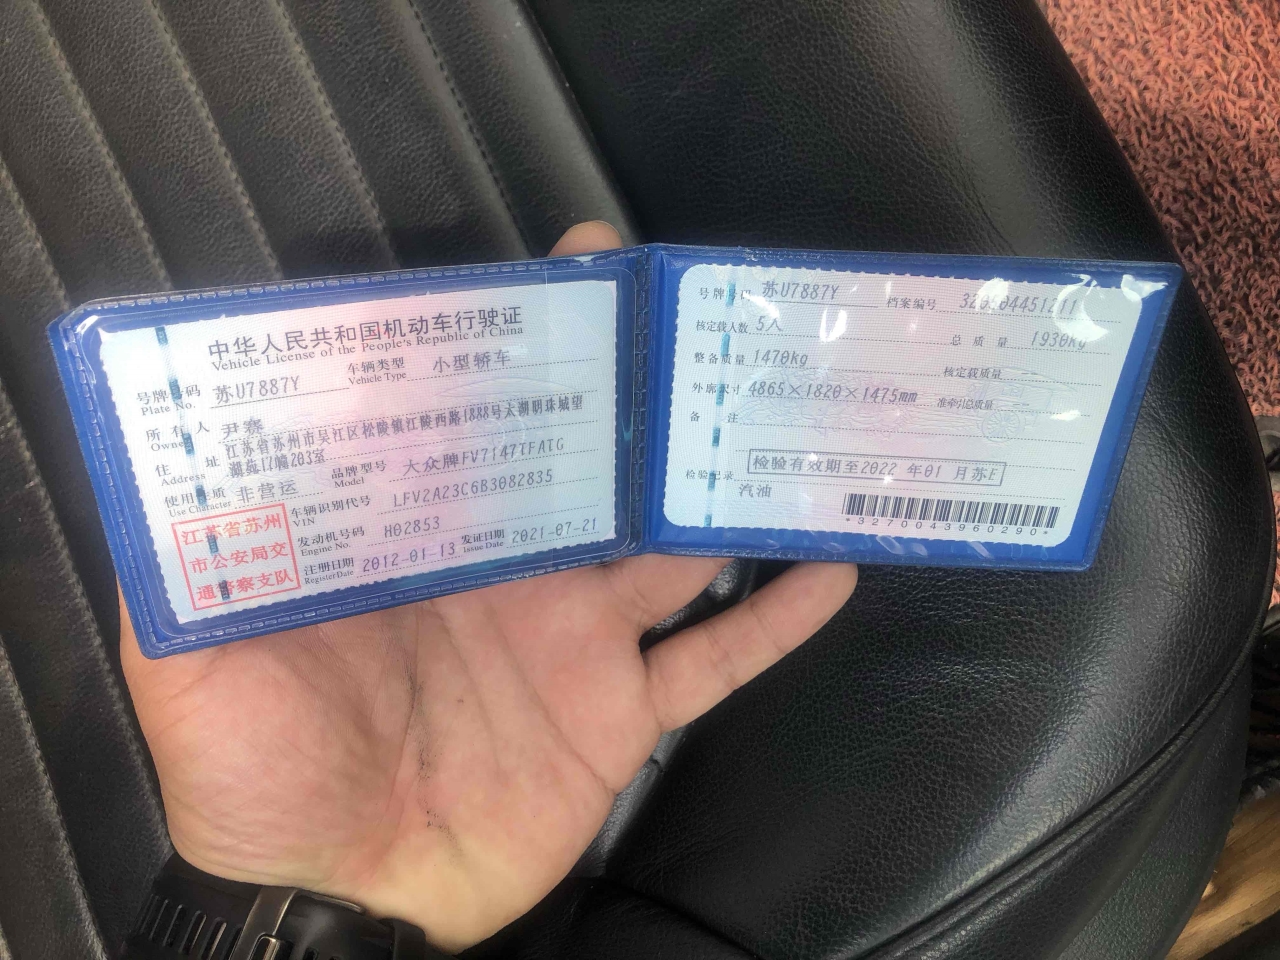 中华人民共和国机动车行驶证
Vehicle License of the People's Republic of China
号牌号码 Plate No. 苏U7887Y 车辆类型 Vehicle Type 小型轿车
所有人 Owner 尹
住址 Address 江苏省苏州市吴江区松陵镇江陵西路1888号太湖明珠城望
湖苑17幢203室
使用性质 Use Character 非营运 品牌型号 Model 大众牌FV7147TFATG
车辆识别代号 VIN LFV2A23C6B3082835
发动机号码 Engine No. H02853
注册日期 Register Date 2012-01-13 发证日期 Issue Date 2021-07-21
江苏省苏州
市公安局交
通警察支队
号牌号码 苏U7887Y 档案编号
核定载人数 5人 总质量 1930kg
整备质量 1470kg 核定载质量 --
外廓尺寸 4865×1820×1475mm 准牵引总质量 --
备注
检验记录 检验有效期至2022 年01 月苏E
汽油
*3270043960290*